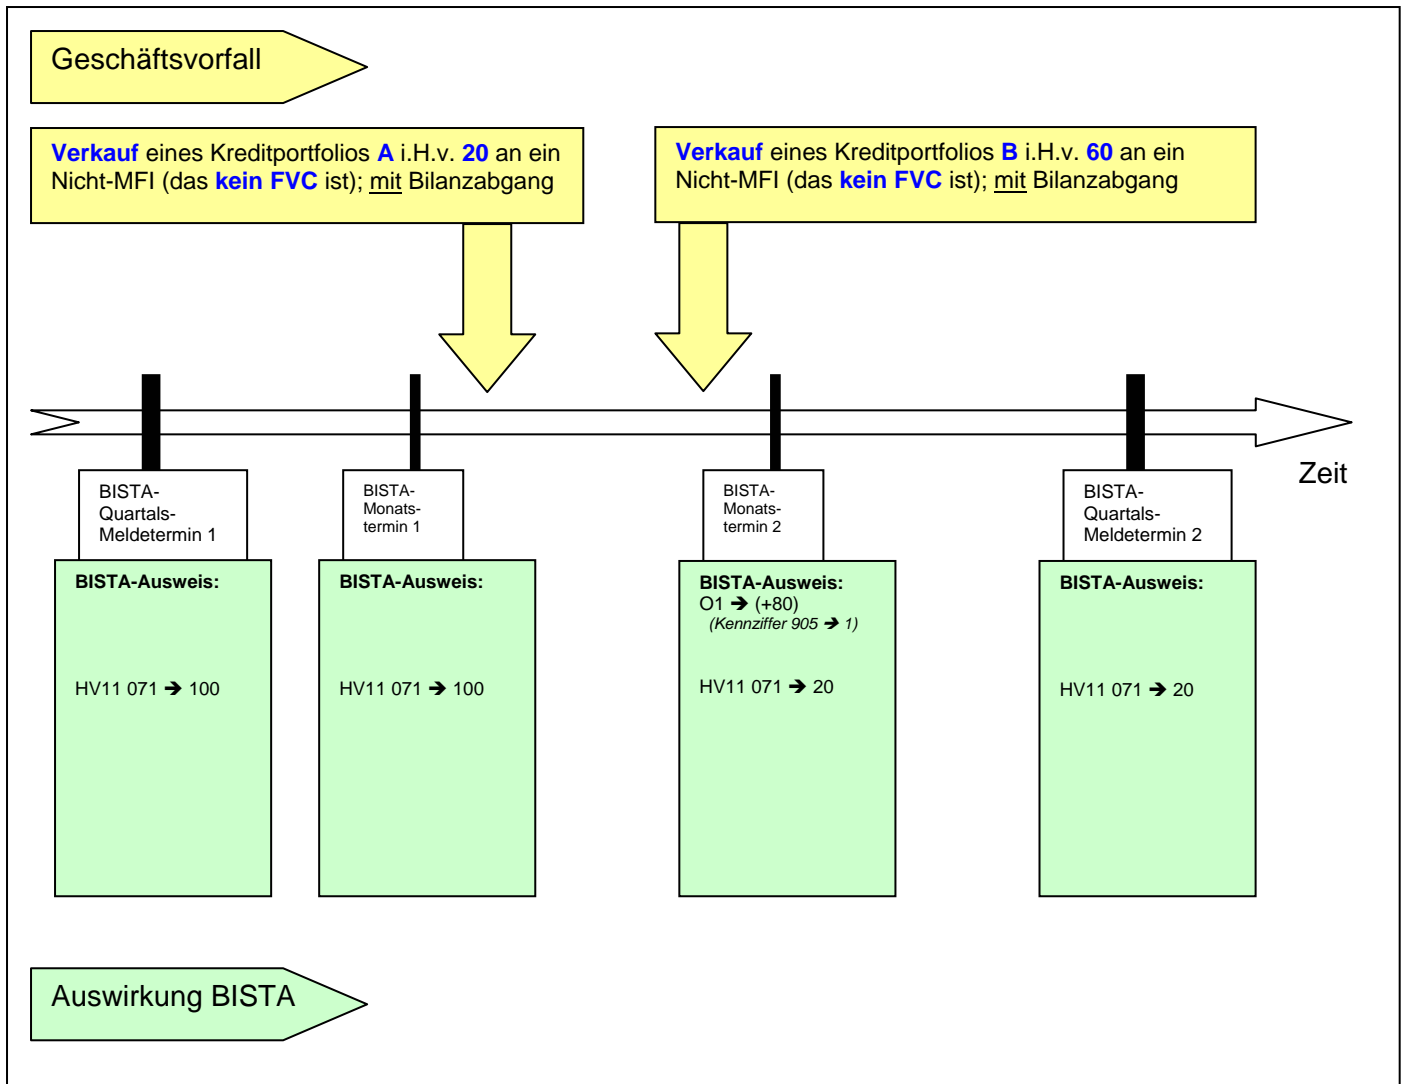 Geschäftsvorfall
Verkauf eines Kreditportfolios A i.H.v. 20 an ein
Nicht-MFI (das kein FVC ist); mit Bilanzabgang
Verkauf eines Kreditportfolios B i.H.v. 60 an ein
Nicht-MFI (das kein FVC ist); mit Bilanzabgang
Zeit
BISTA-
Quartals-
Meldetermin 1
BISTA-
Monats-
termin 1
BISTA-
Monats-
termin 2
BISTA-
Quartals-
Meldetermin 2
BISTA-Ausweis:
HV11 071 ➔ 100
BISTA-Ausweis:
HV11 071 ➔ 100
BISTA-Ausweis:
O1 ➔ (+80)
(Kennziffer 905 ➔ 1)
HV11 071 ➔ 20
BISTA-Ausweis:
HV11 071 ➔ 20
Auswirkung BISTA